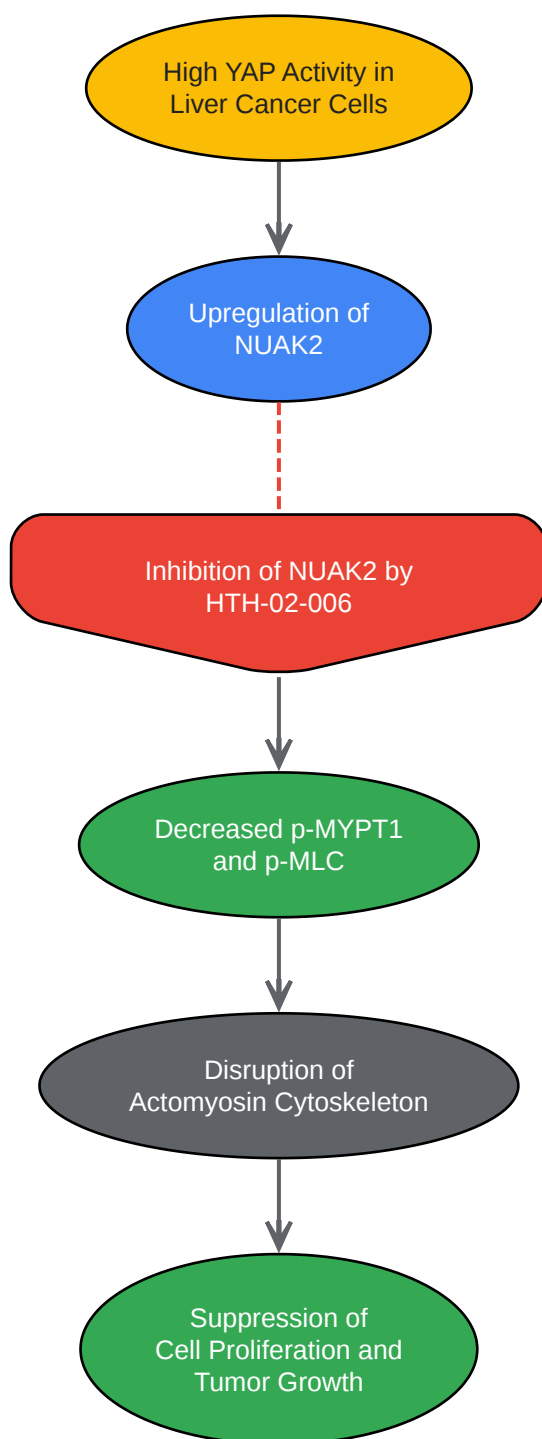 High YAP Activity in
Liver Cancer Cells
Upregulation of
NUAK2
Inhibition of NUAK2 by
HTH-02-006
Decreased p-MYPT1
and p-MLC
Disruption of
Actomyosin Cytoskeleton
Suppression of
Cell Proliferation and
Tumor Growth